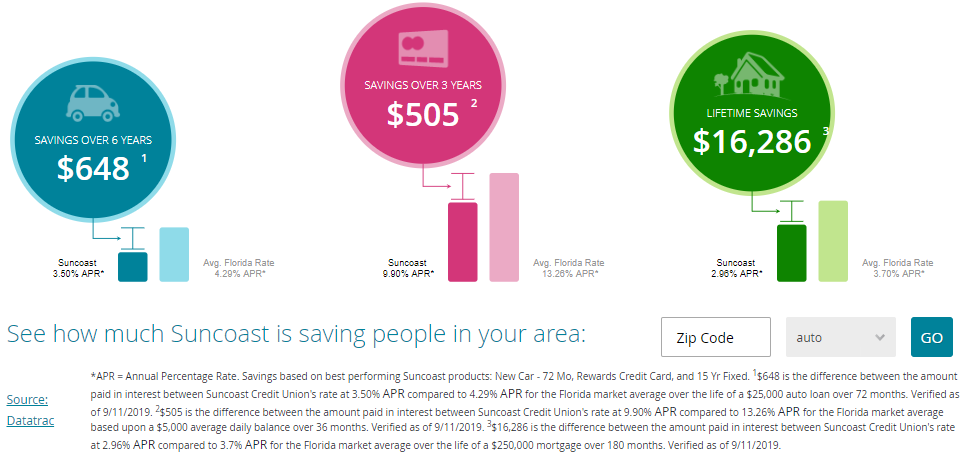 SAVINGS OVER 6 YEARS
$648 1
SAVINGS OVER 3 YEARS
$505 2
LIFETIME SAVINGS
$16,286 3
Suncoast
3.50% APR*
Avg. Florida Rate
4.29% APR*
Suncoast
9.90% APR*
Avg. Florida Rate
13.26% APR*
Suncoast
2.96% APR*
Avg. Florida Rate
3.70% APR*
See how much Suncoast is saving people in your area:
Zip Code
auto
GO
Source:
Datatrac
*APR = Annual Percentage Rate. Savings based on best performing Suncoast products: New Car - 72 Mo, Rewards Credit Card, and 15 Yr Fixed. 1$648 is the difference between the amount
paid in interest between Suncoast Credit Union's rate at 3.50% APR compared to 4.29% APR for the Florida market average over the life of a $25,000 auto loan over 72 months. Verified as
of 9/11/2019. 2$505 is the difference between the amount paid in interest between Suncoast Credit Union's rate at 9.90% APR compared to 13.26% APR for the Florida market average
based upon a $5,000 average daily balance over 36 months. Verified as of 9/11/2019. 3$16,286 is the difference between the amount paid in interest between Suncoast Credit Union's rate
at 2.96% APR compared to 3.7% APR for the Florida market average over the life of a $250,000 mortgage over 180 months. Verified as of 9/11/2019.